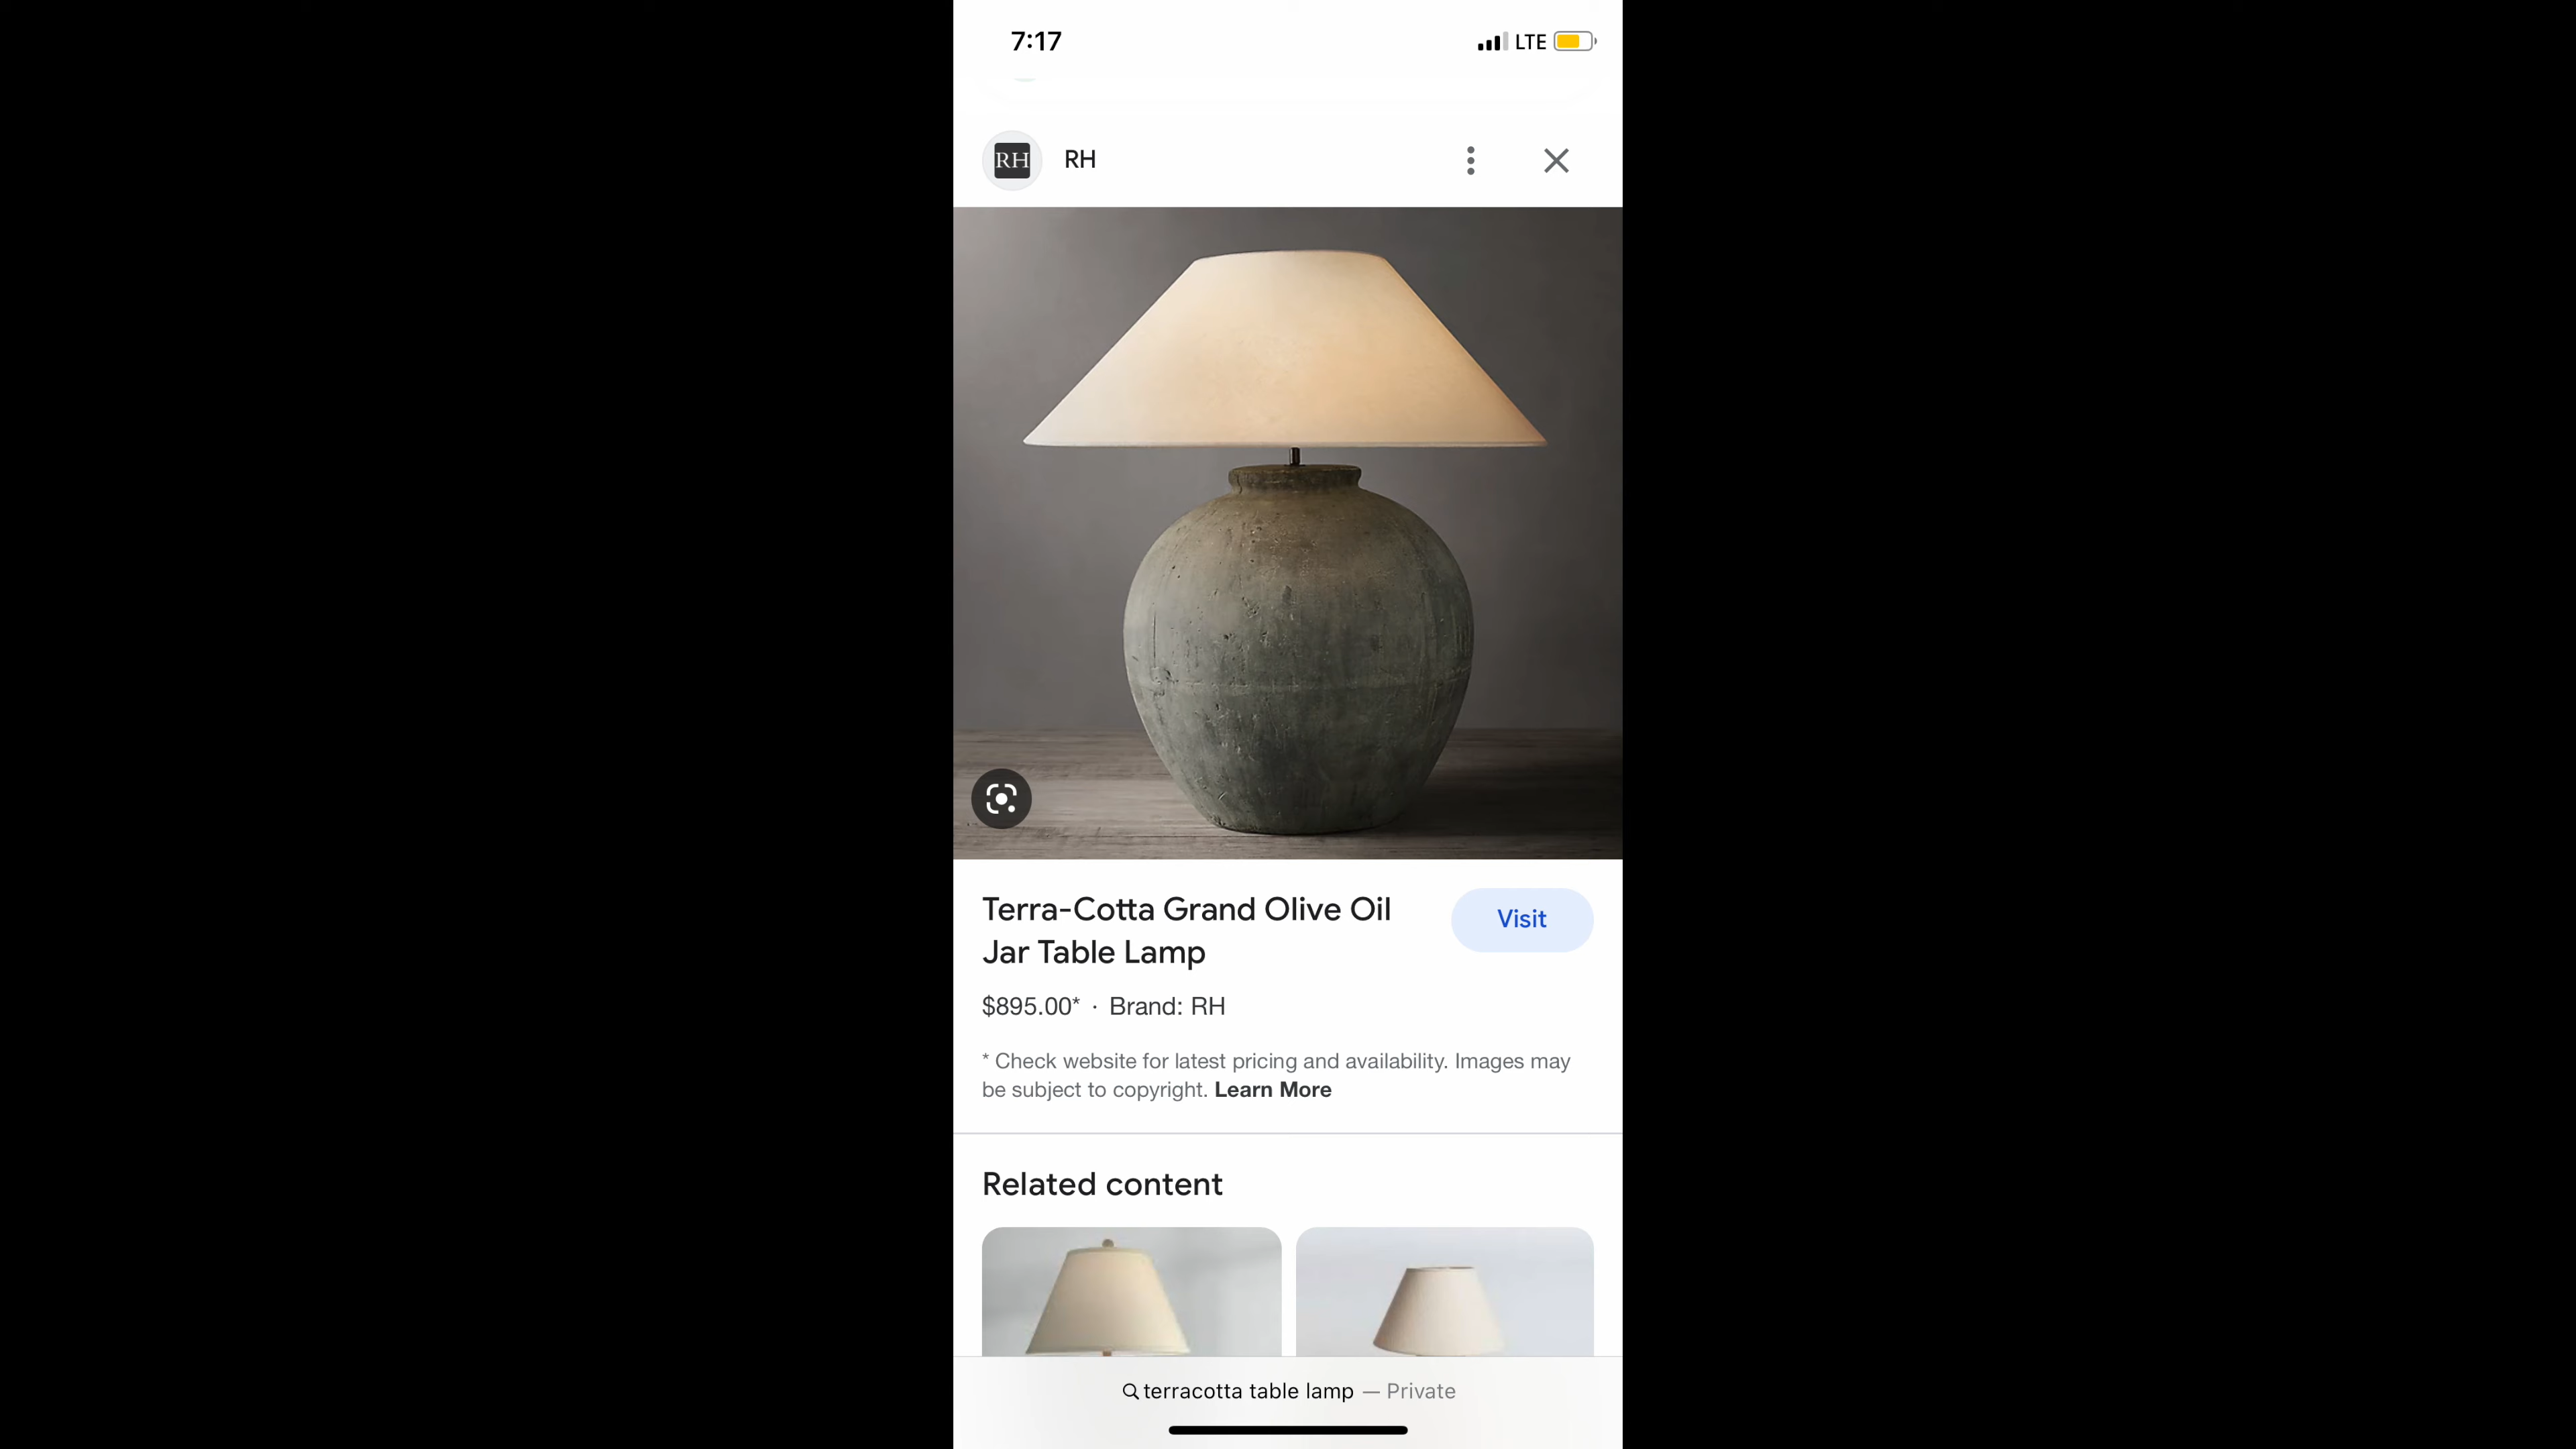 7:17
LTE
RH
RH
Terra-Cotta Grand Olive Oil
Jar Table Lamp
Visit
$895.00* · Brand: RH
* Check website for latest pricing and availability. Images may
be subject to copyright. Learn More
Related content
terracotta table lamp — Private